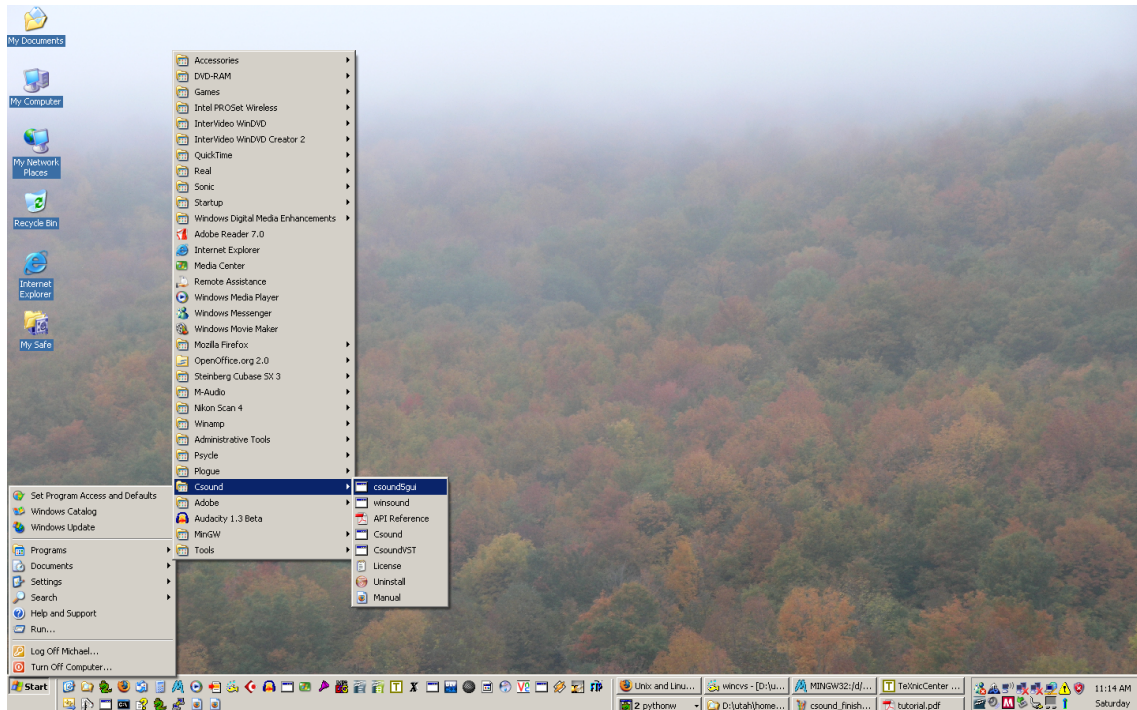 My Documents
My Computer
My Network
Places
Recycle Bin
Internet
Explorer
My Safe
Accessories
DVD-RAM
Games
Intel PROSet Wireless
InterVideo WinDVD
InterVideo WinDVD Creator 2
QuickTime
Real
Sonic
Startup
Windows Digital Media Enhancements
Adobe Reader 7.0
Internet Explorer
Media Center
Remote Assistance
Windows Media Player
Windows Messenger
Windows Movie Maker
Mozilla Firefox
OpenOffice.org 2.0
Steinberg Cubase SX 3
M-Audio
Nikon Scan 4
Winamp
Administrative Tools
Psycle
Plogue
Csound
Adobe
Audacity 1.3 Beta
MinGW
Tools
csound5gui
winsound
API Reference
Csound
CsoundVST
License
Uninstall
Manual
Set Program Access and Defaults
Windows Catalog
Windows Update
Programs
Documents
Settings
Search
Help and Support
Run...
Log Off Michael...
Turn Off Computer...
Start
Unix and Linu...
wincvs - [D:\u...
MINGW32:/d/...
TeXnicCenter ...
11:14 AM
2 pythonw
D:\utah\home...
csound_finish...
tutorial.pdf
Saturday